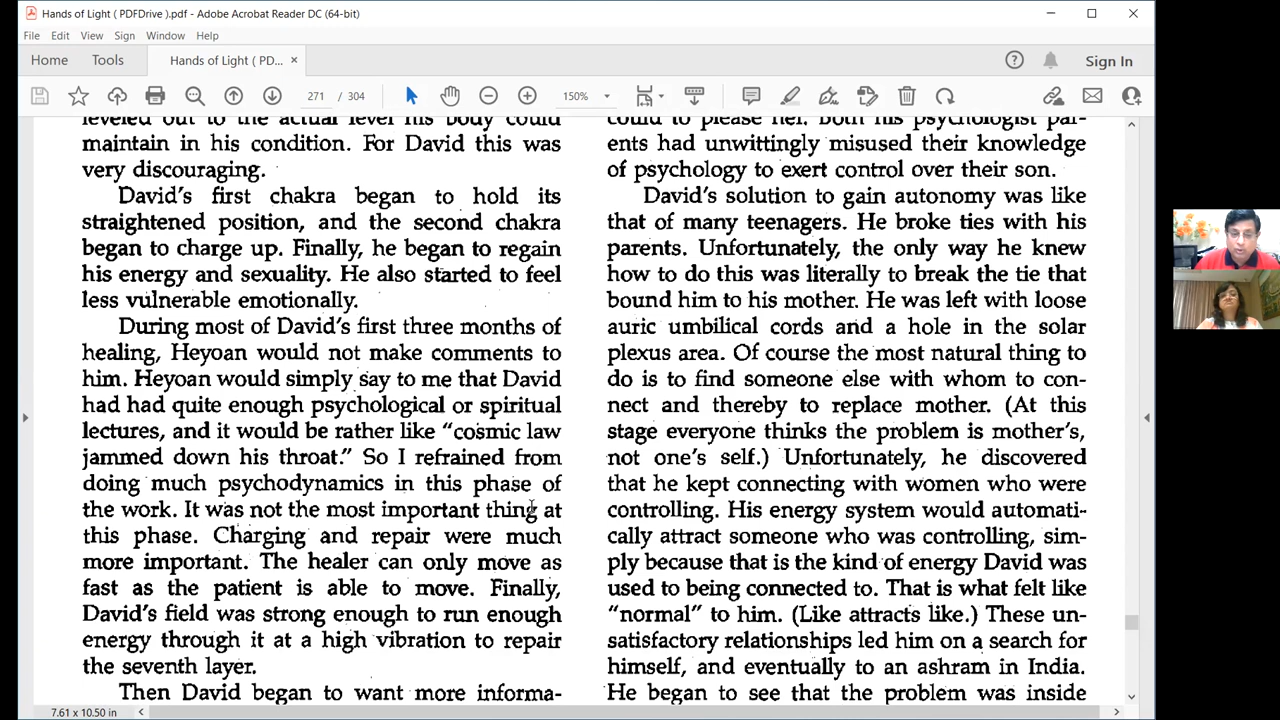 Hands of Light ( PDFDrive ).pdf - Adobe Acrobat Reader DC (64-bit)
File Edit View Sign Window Help
Home Tools Hands of Light ( PD... × Sign In
271 / 304 150%
leveled out to the actual level his body could
maintain in his condition. For David this was
very discouraging.
David's first chakra began to hold its
straightened position, and the second chakra
began to charge up. Finally, he began to regain
his energy and sexuality. He also started to feel
less vulnerable emotionally.
During most of David's first three months of
healing, Heyoan would not make comments to
him. Heyoan would simply say to me that David
had had quite enough psychological or spiritual
lectures, and it would be rather like "cosmic law
jammed down his throat." So I refrained from
doing much psychodynamics in this phase of
the work. It was not the most important thing at
this phase. Charging and repair were much
more important. The healer can only move as
fast as the patient is able to move. Finally,
David's field was strong enough to run enough
energy through it at a high vibration to repair
the seventh layer.
Then David began to want more informa-
could to please her. Both his psychologist par-
ents had unwittingly misused their knowledge
of psychology to exert control over their son.
David's solution to gain autonomy was like
that of many teenagers. He broke ties with his
parents. Unfortunately, the only way he knew
how to do this was literally to break the tie that
bound him to his mother. He was left with loose
auric umbilical cords and a hole in the solar
plexus area. Of course the most natural thing to
do is to find someone else with whom to con-
nect and thereby to replace mother. (At this
stage everyone thinks the problem is mother's,
not one's self.) Unfortunately, he discovered
that he kept connecting with women who were
controlling. His energy system would automati-
cally attract someone who was controlling, sim-
ply because that is the kind of energy David was
used to being connected to. That is what felt like
"normal" to him. (Like attracts like.) These un-
satisfactory relationships led him on a search for
himself, and eventually to an ashram in India.
He began to see that the problem was inside
7.61 x 10.50 in